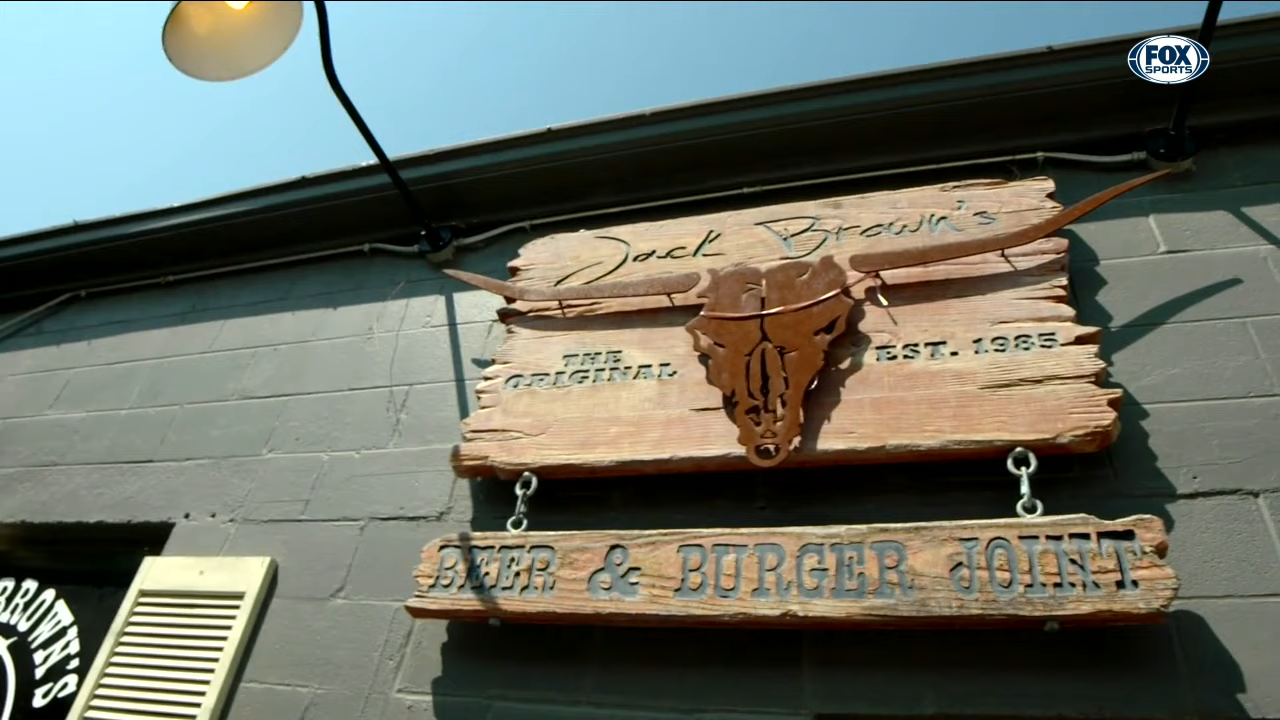 FOX
SPORTS
Jack Brown's
THE
ORIGINAL
EST. 1985
BEER & BURGER JOINT
BROWN'S